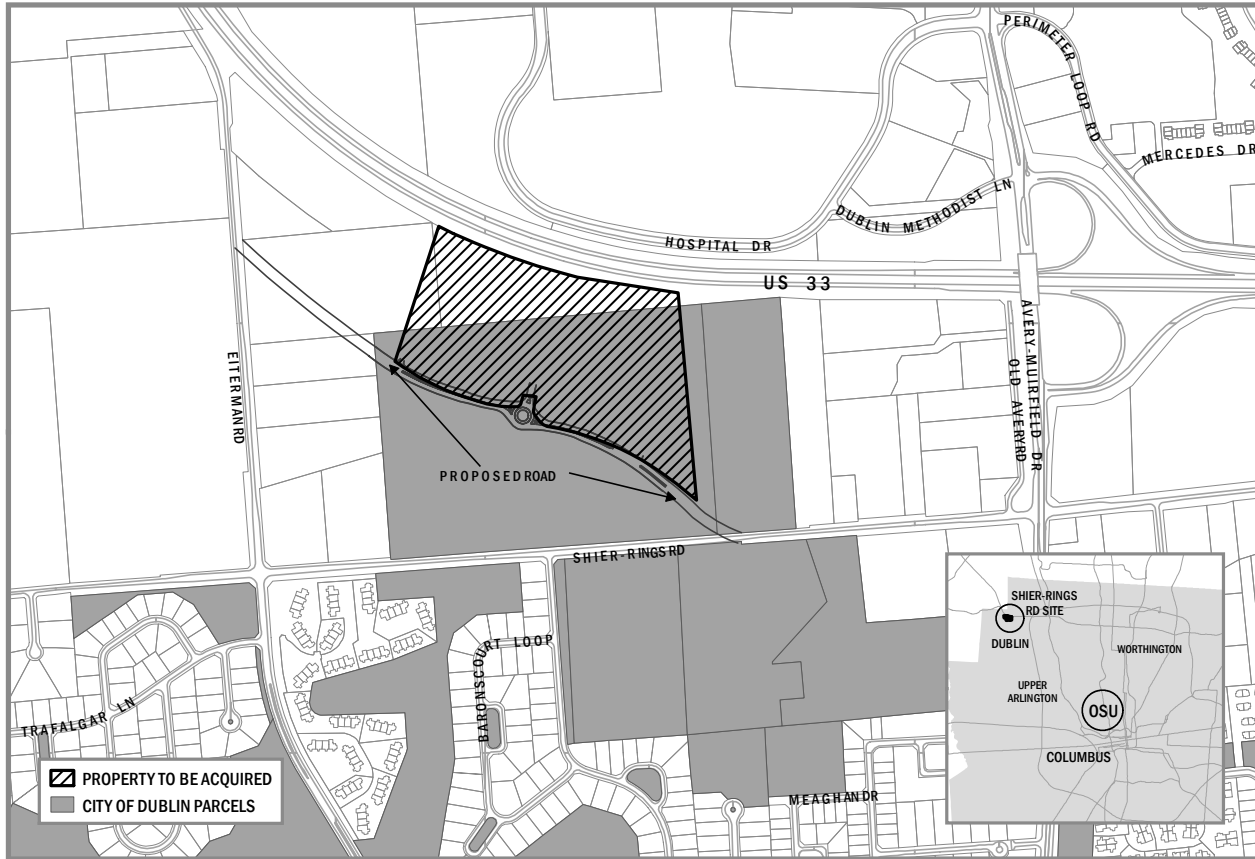 PERIMETER LOOP RD
MERCEDES DR
DUBLIN METHODIST LN
HOSPITAL DR
US 33
EITERMAN RD
AVERY-MUIRFIELD DR
OLD AVERY RD
PROPOSED ROAD
SHIER-RINGS RD
BARONSCOURT LOOP
TRAFALGAR LN
MEAGHAN DR
PROPERTY TO BE ACQUIRED
CITY OF DUBLIN PARCELS
SHIER-RINGS
RD SITE
DUBLIN
WORTHINGTON
UPPER
ARLINGTON
OSU
COLUMBUS